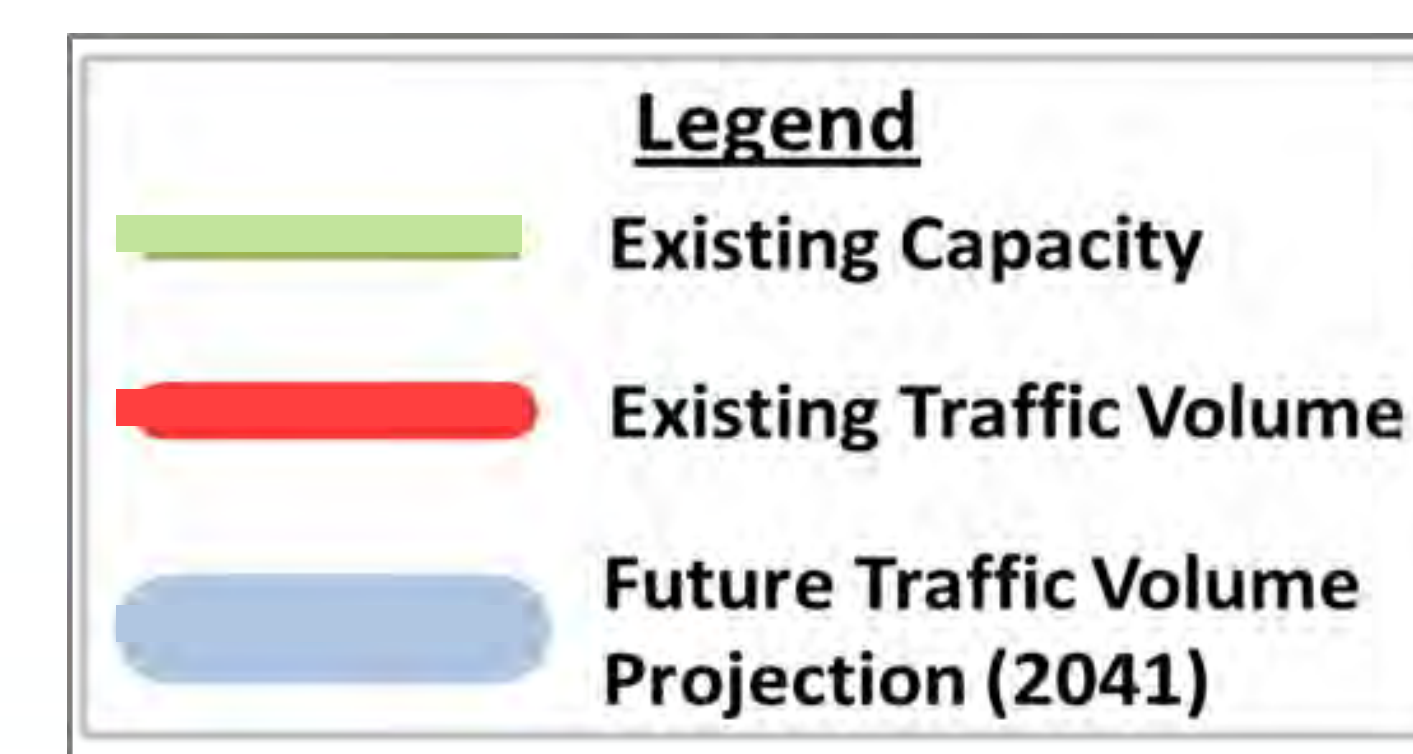 Legend
Existing Capacity
Existing Traffic Volume
Future Traffic Volume
Projection (2041)